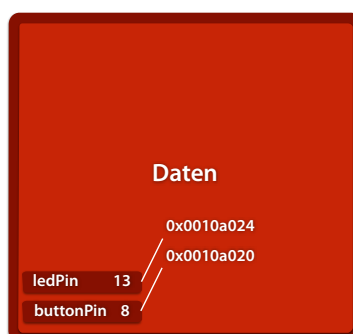 Daten
0x0010a024
0x0010a020
ledPin 13
buttonPin 8